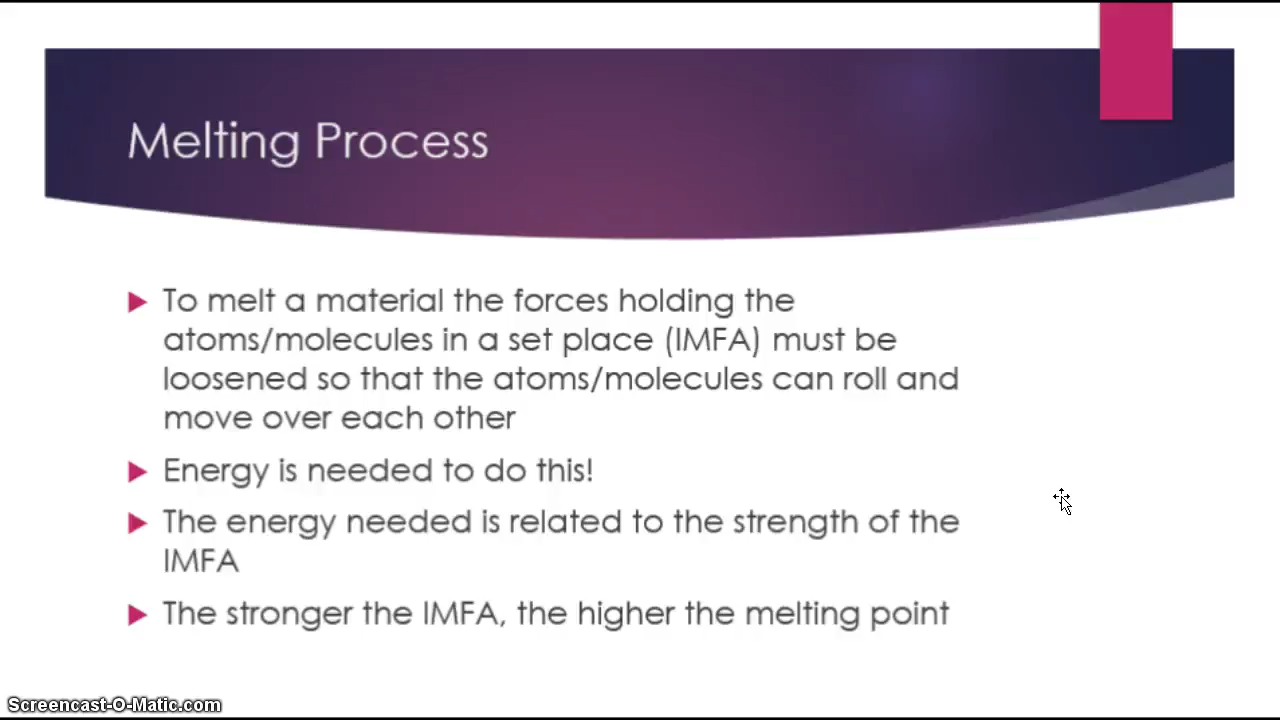 Melting Process
To melt a material the forces holding the
atoms/molecules in a set place (IMFA) must be
loosened so that the atoms/molecules can roll and
move over each other
Energy is needed to do this!
The energy needed is related to the strength of the
IMFA
The stronger the IMFA, the higher the melting point
Screencast-O-Matic.com